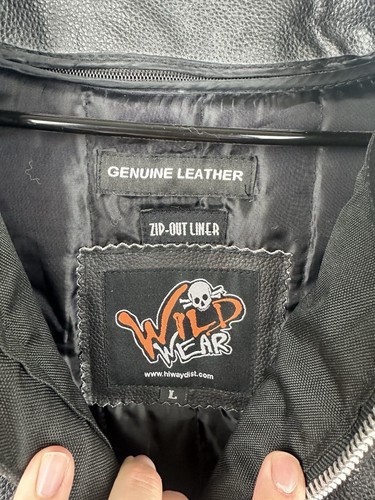 GENUINE LEATHER
ZIP-OUT LINER
WILD
WEAR
www.hiwaydist.com
L